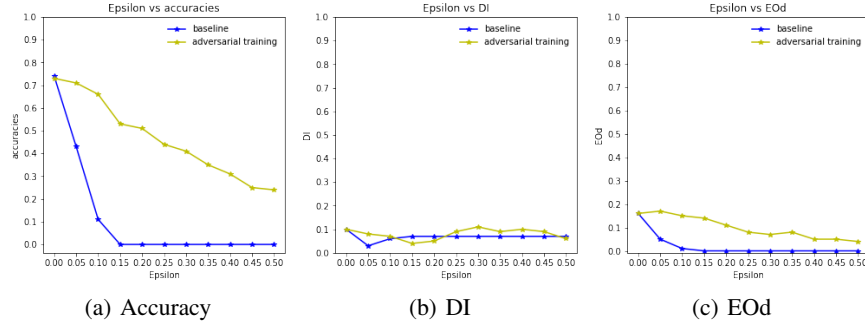 Epsilon vs accuracies
baseline
adversarial training
accuracies
1.0
0.9
0.8
0.7
0.6
0.5
0.4
0.3
0.2
0.1
0.0
0.00 0.05 0.10 0.15 0.20 0.25 0.30 0.35 0.40 0.45 0.50
Epsilon
(a) Accuracy
Epsilon vs DI
baseline
adversarial training
DI
1.0
0.9
0.8
0.7
0.6
0.5
0.4
0.3
0.2
0.1
0.0
0.00 0.05 0.10 0.15 0.20 0.25 0.30 0.35 0.40 0.45 0.50
Epsilon
(b) DI
Epsilon vs EOd
baseline
adversarial training
EOd
1.0
0.9
0.8
0.7
0.6
0.5
0.4
0.3
0.2
0.1
0.0
0.00 0.05 0.10 0.15 0.20 0.25 0.30 0.35 0.40 0.45 0.50
Epsilon
(c) EOd